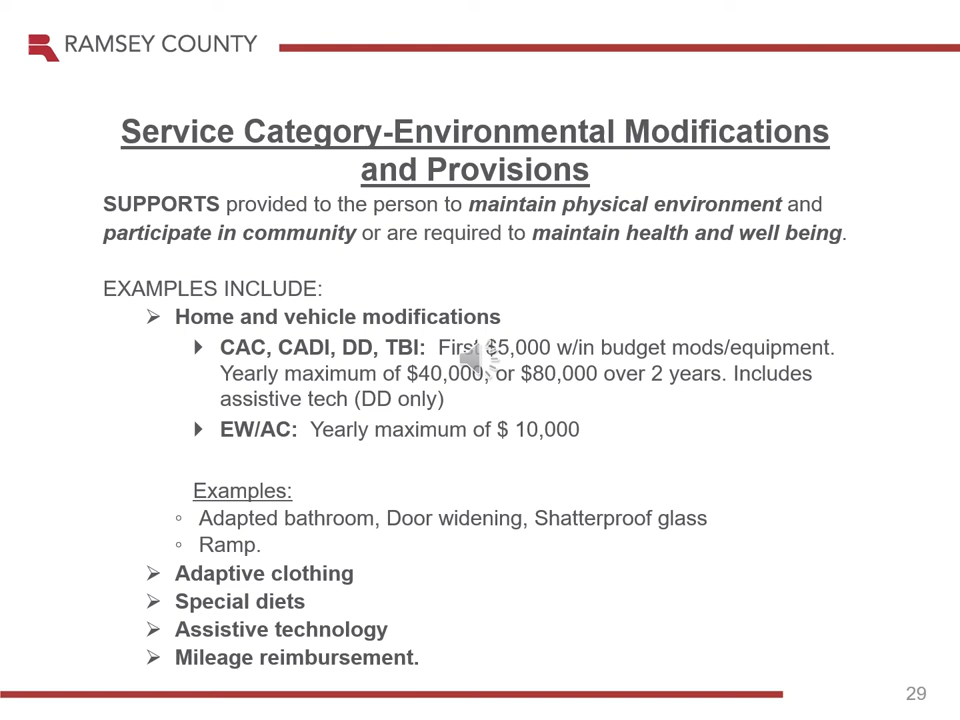 RAMSEY COUNTY
Service Category-Environmental Modifications
and Provisions
SUPPORTS provided to the person to maintain physical environment and
participate in community or are required to maintain health and well being.
EXAMPLES INCLUDE:
➢ Home and vehicle modifications
CAC, CADI, DD, TBI: First $5,000 w/in budget mods/equipment.
Yearly maximum of $40,000, or $80,000 over 2 years. Includes
assistive tech (DD only)
EW/AC: Yearly maximum of $ 10,000
Examples:
◦ Adapted bathroom, Door widening, Shatterproof glass
◦ Ramp.
➢ Adaptive clothing
➢ Special diets
➢ Assistive technology
➢ Mileage reimbursement.
29